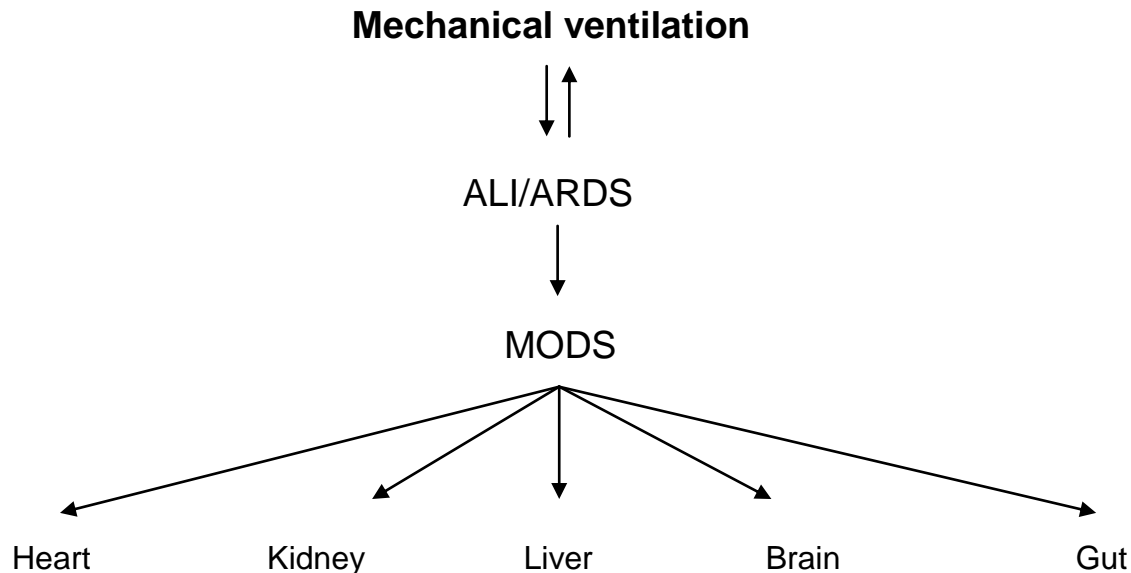 Mechanical ventilation
ALI/ARDS
MODS
Heart Kidney Liver Brain Gut